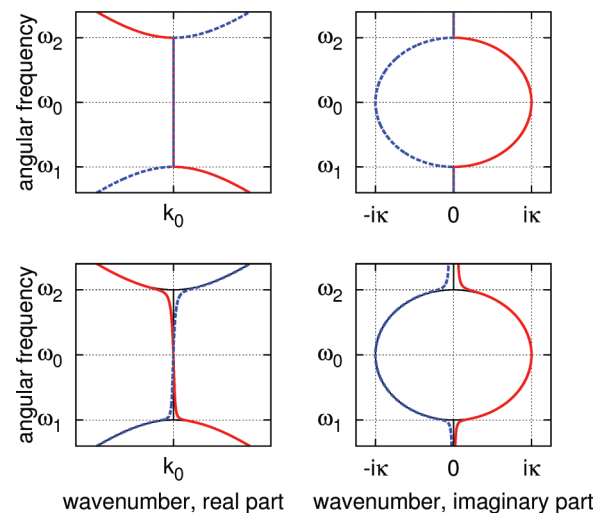 angular frequency
ω2
ω0
ω1
k0
ω2
ω0
ω1
-iκ 0 iκ
angular frequency
ω2
ω0
ω1
k0
wavenumber, real part
ω2
ω0
ω1
-iκ 0 iκ
wavenumber, imaginary part